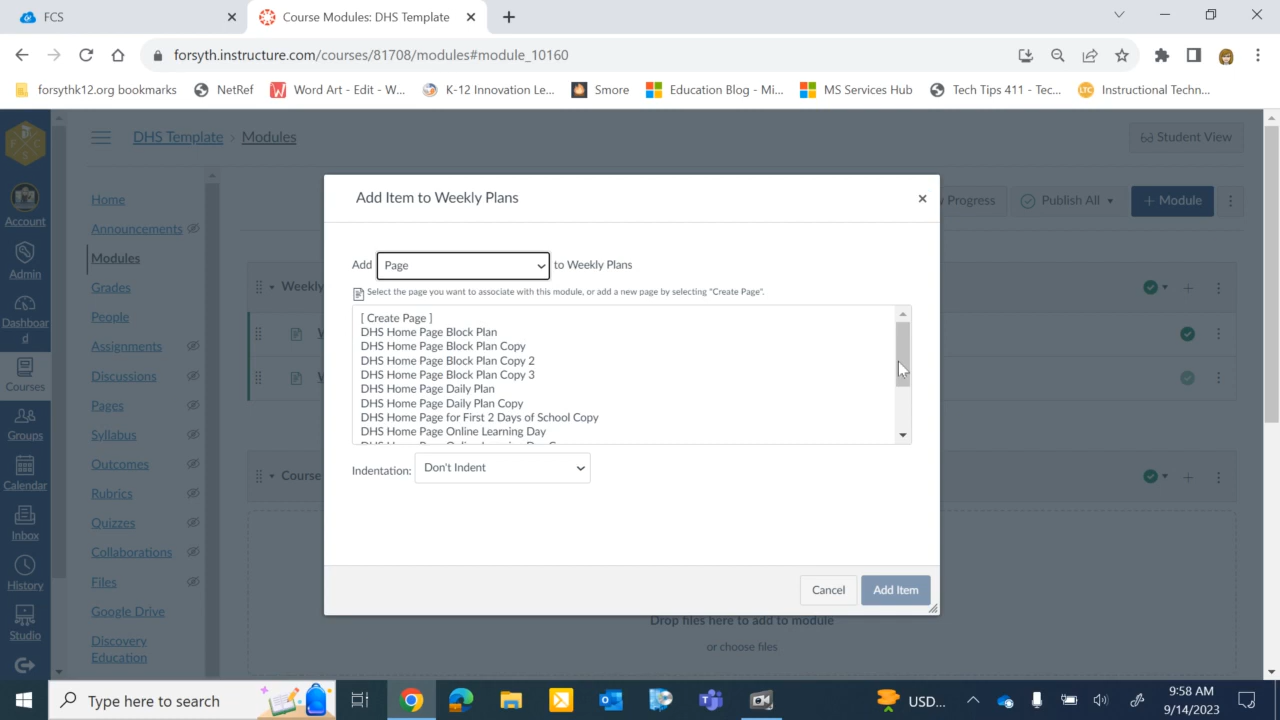 FCS
Course Modules: DHS Template
forsyth.instructure.com/courses/81708/modules#module_10160
forsythk12.org bookmarks
NetRef
Word Art - Edit - W...
K-12 Innovation Le...
Smore
Education Blog - Mi...
MS Services Hub
Tech Tips 411 - Tec...
LTC
Instructional Techn...
F
C
S
DHS Template > Modules
Student View
Account
Admin
Dashboar
d
Courses
Groups
Calendar
Inbox
History
Studio
Home
Announcements
Modules
Grades
People
Assignments
Discussions
Pages
Syllabus
Outcomes
Rubrics
Quizzes
Collaborations
Files
Google Drive
Discovery
Education
Progress
Publish All
+ Module
Weekly
Course
Add Item to Weekly Plans
Add Page to Weekly Plans
Select the page you want to associate with this module, or add a new page by selecting "Create Page".
[ Create Page ]
DHS Home Page Block Plan
DHS Home Page Block Plan Copy
DHS Home Page Block Plan Copy 2
DHS Home Page Block Plan Copy 3
DHS Home Page Daily Plan
DHS Home Page Daily Plan Copy
DHS Home Page for First 2 Days of School Copy
DHS Home Page Online Learning Day
Indentation: Don't Indent
Cancel
Add Item
Drop files here to add to module
or choose files
Type here to search
USD...
9:58 AM
9/14/2023